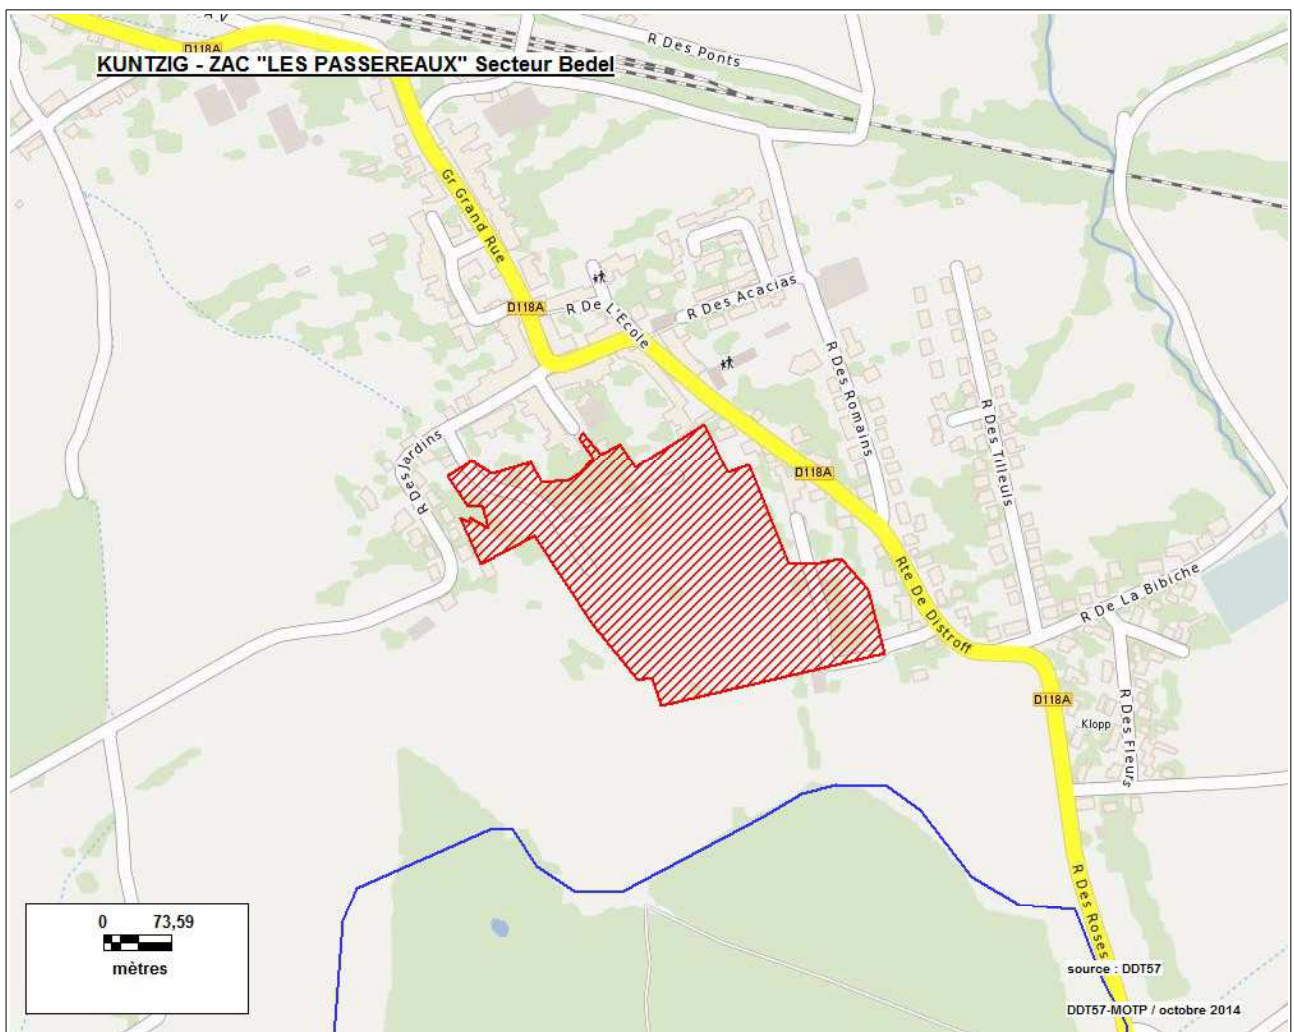 D118A
KUNTZIG - ZAC "LES PASSEREAUX" Secteur Bedel
R Des Ponts
Gr Grand Rue
D118A
R De L'Ecole
R Des Acacias
R Des Romains
R Des Jardins
R Des Tilleuls
D118A
Rte De Distroff
R De La Bibiche
D118A
Klopp
R Des Fleurs
R Des Roses
0 73,59
mètres
source : DDT57
DDT57-MOTP / octobre 2014